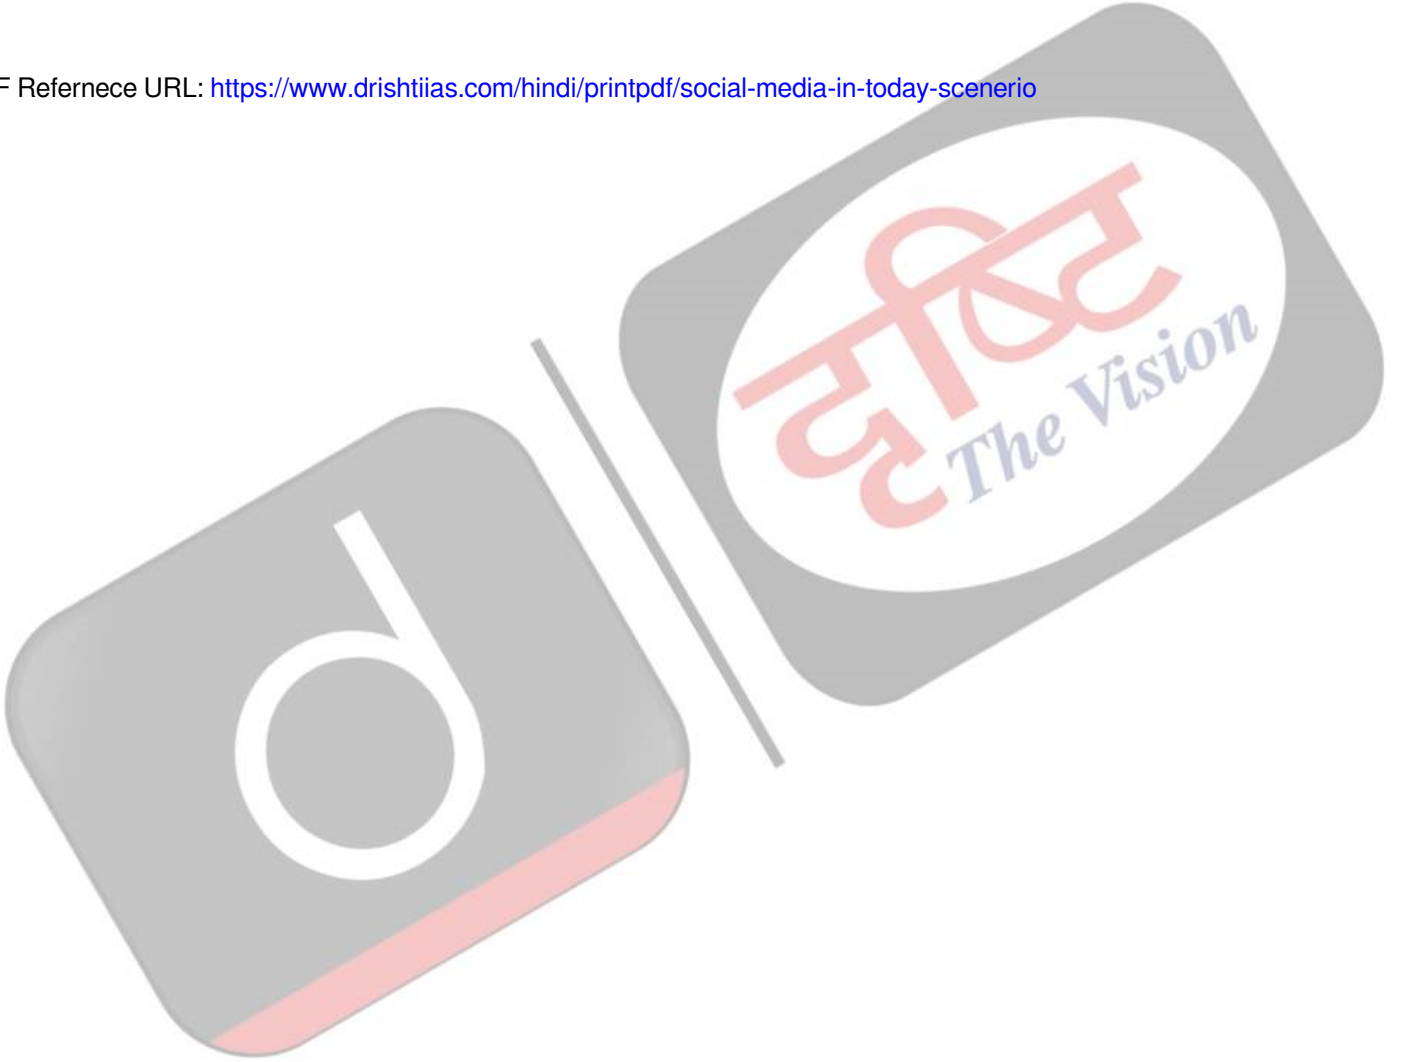 F Refernece URL: https://www.drishtiias.com/hindi/printpdf/social-media-in-today-scenerio
दृष्टि
The Vision
d